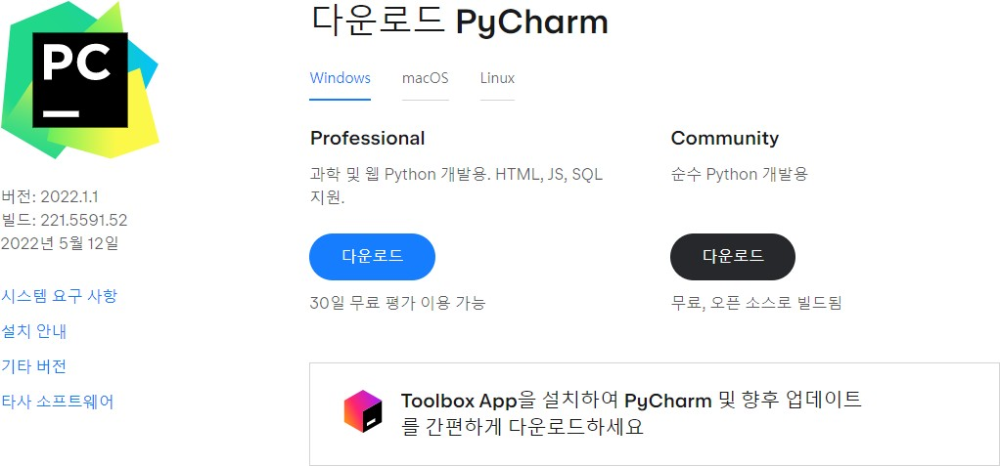 다운로드 PyCharm
PC
Windows
macOS
Linux
버전: 2022.1.1
빌드: 221.5591.52
2022년 5월 12일
시스템 요구 사항
설치 안내
기타 버전
타사 소프트웨어
Professional
과학 및 웹 Python 개발용. HTML, JS, SQL
지원.
다운로드
30일 무료 평가 이용 가능
Community
순수 Python 개발용
다운로드
무료, 오픈 소스로 빌드됨
Toolbox App을 설치하여 PyCharm 및 향후 업데이트
를 간편하게 다운로드하세요